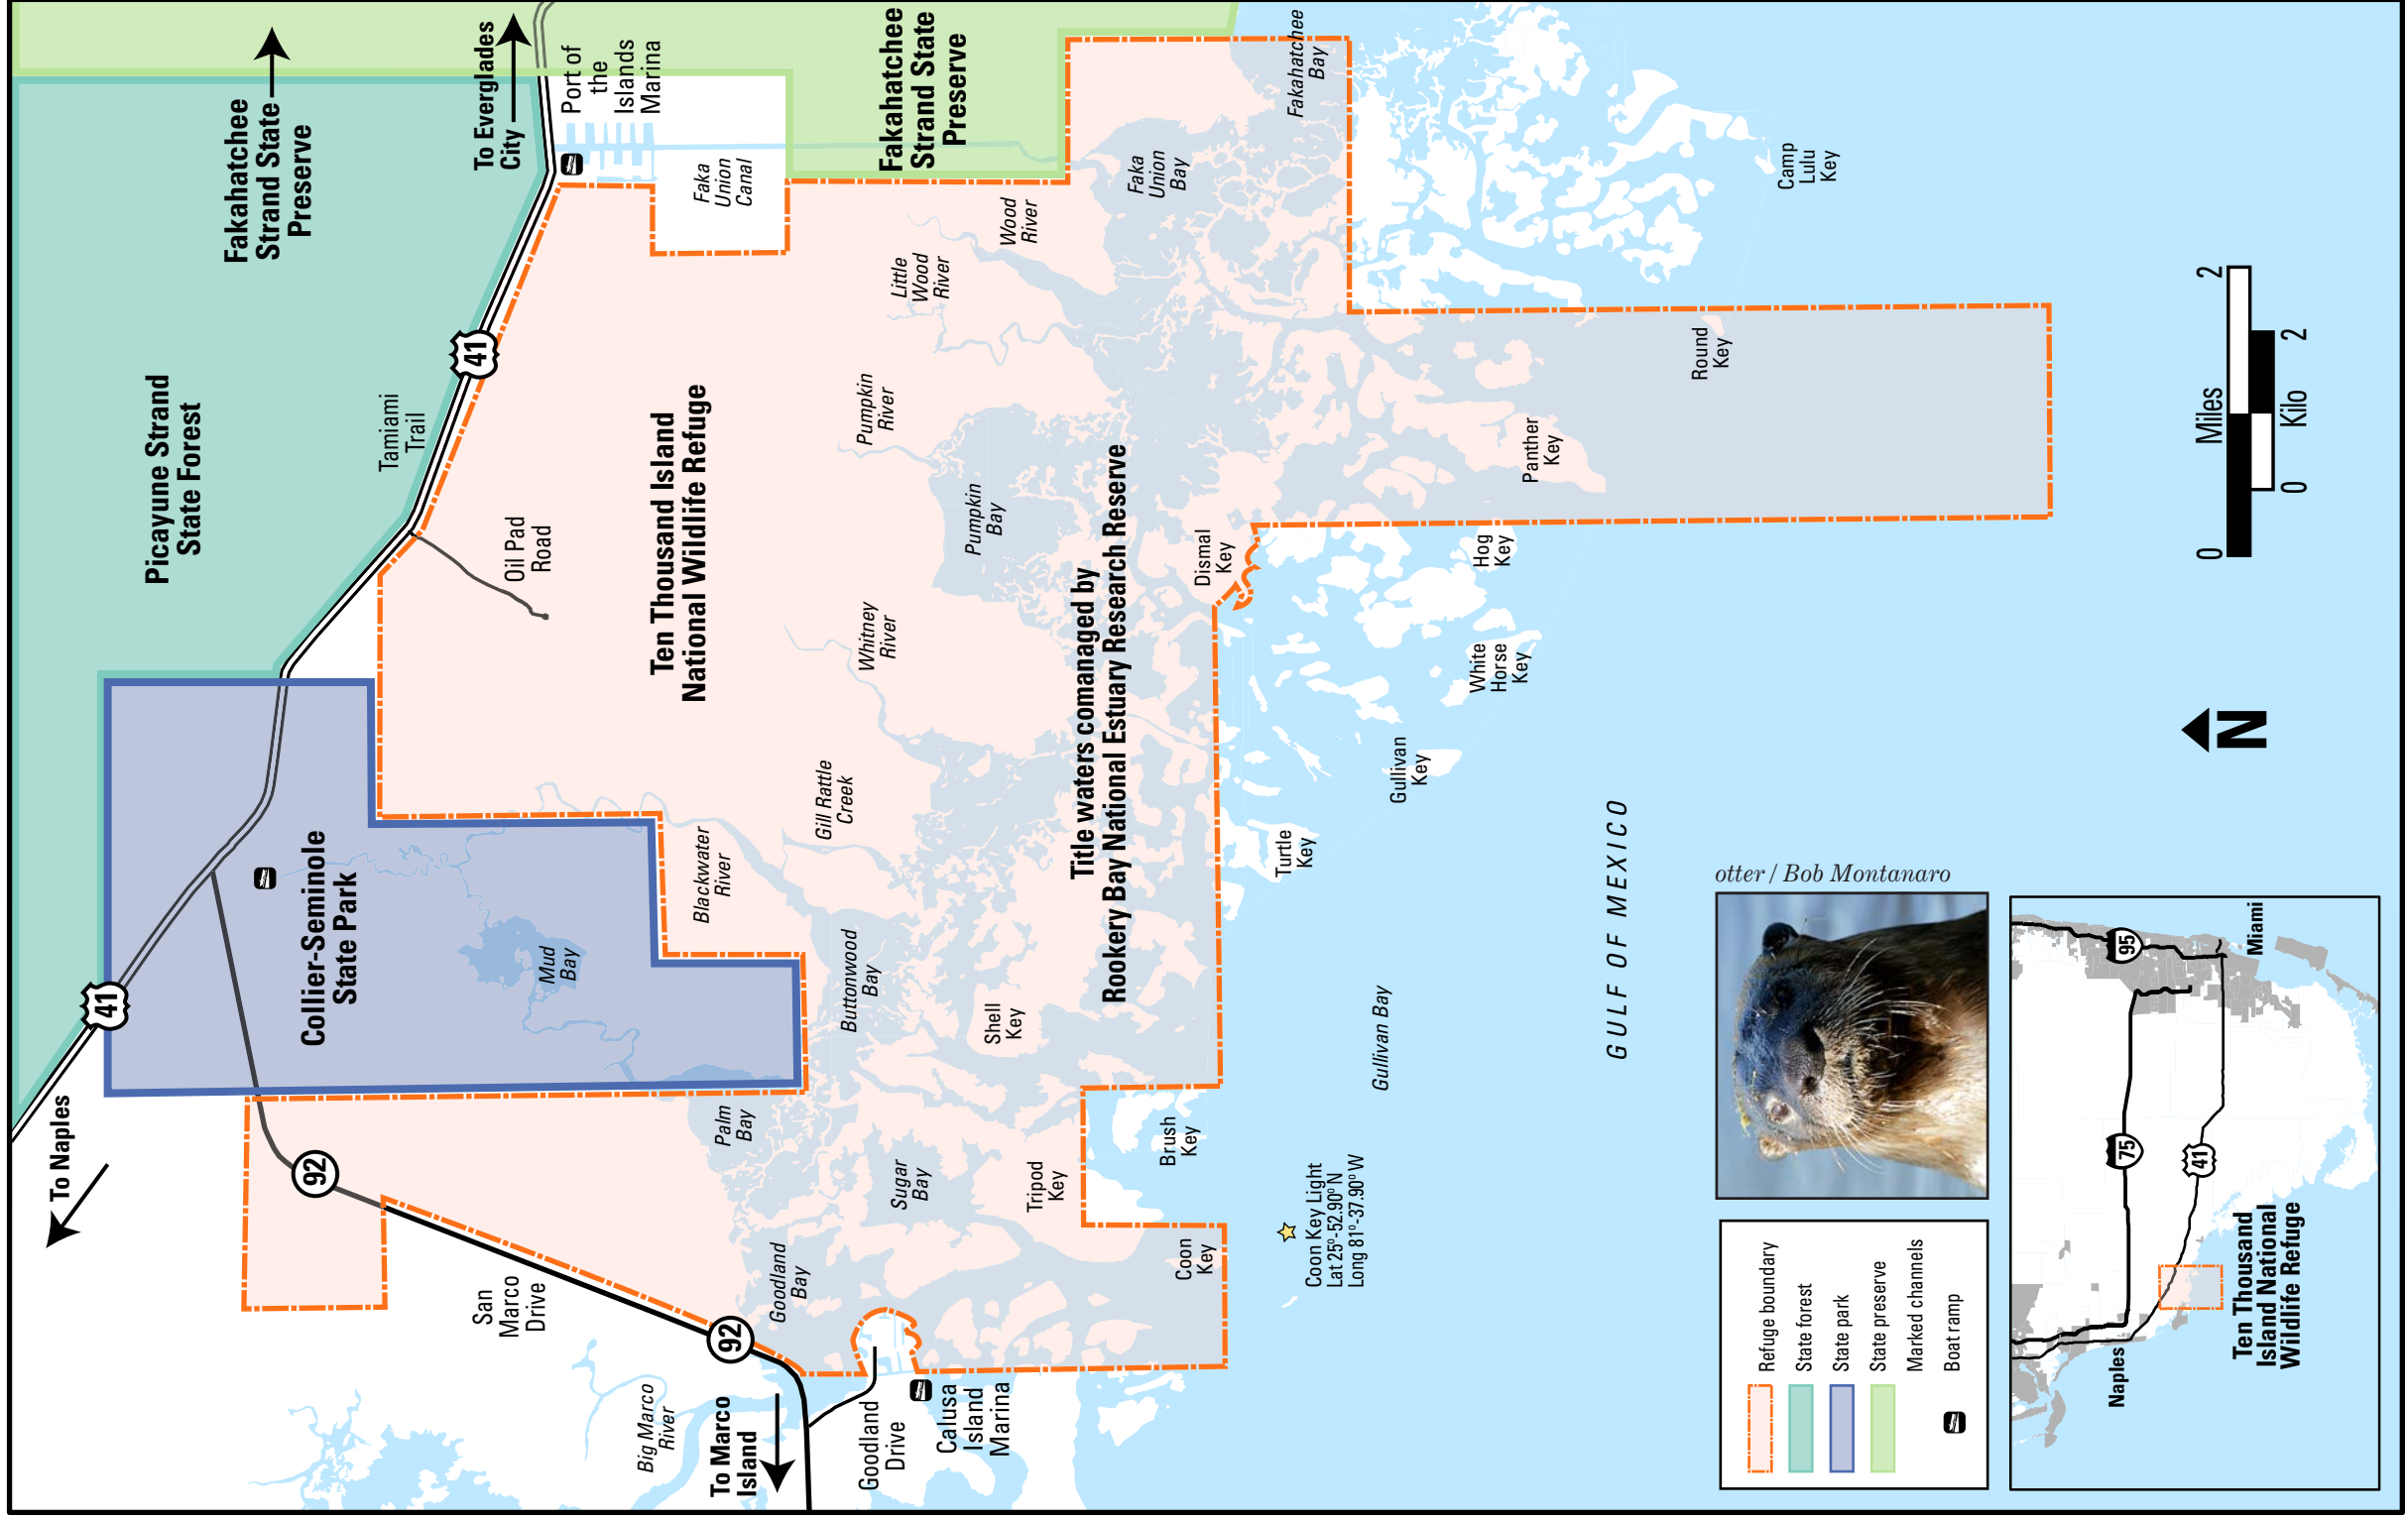 To Naples
41
Picayune Strand
State Forest
Fakahatchee
Strand State
Preserve
Collier-Seminole
State Park
92
Tamiami
Trail
41
To Everglades
City
Port of
the
Islands
Marina
San
Marco
Drive
Mud
Bay
Oil Pad
Road
Ten Thousand Island
National Wildlife Refuge
Faka
Union
Canal
Big Marco
River
To Marco
Island
92
Palm
Bay
Blackwater
River
Goodland
Bay
Gill Rattle
Creek
Buttonwood
Bay
Whitney
River
Pumpkin
River
Little
Wood
River
Fakahatchee
Strand State
Preserve
Goodland
Drive
Calusa
Island
Marina
Sugar
Bay
Shell
Key
Pumpkin
Bay
Wood
River
Tripod
Key
Title waters comanaged by
Rookery Bay National Estuary Research Reserve
Faka
Union
Bay
Coon
Key
Brush
Key
Dismal
Key
Fakahatchee
Bay
Coon Key Light
Lat 25º-52.90º N
Long 81º-37.90º W
Turtle
Key
Gullivan Bay
Gullivan
Key
White
Horse
Key
Hog
Key
Panther
Key
Round
Key
Camp
Lulu
Key
GULF OF MEXICO
otter / Bob Montanaro
Refuge boundary
State forest
State park
State preserve
Marked channels
Boat ramp
N
0
Miles
2
0
Kilo
2
Naples
75
41
95
Miami
Ten Thousand
Island National
Wildlife Refuge